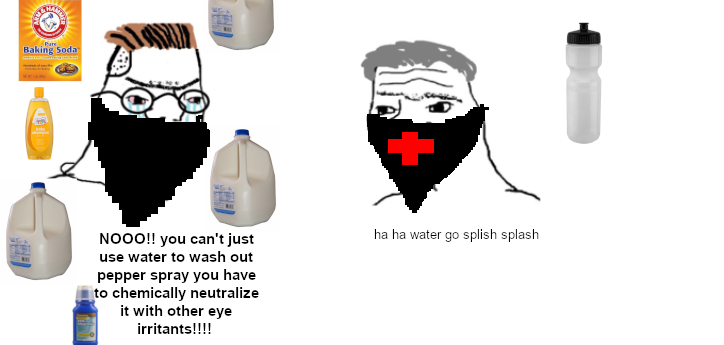 ARM & HAMMER
Pure
Baking Soda
NOOO!! you can't just
use water to wash out
pepper spray you have
to chemically neutralize
it with other eye
irritants!!!!
ha ha water go splish splash